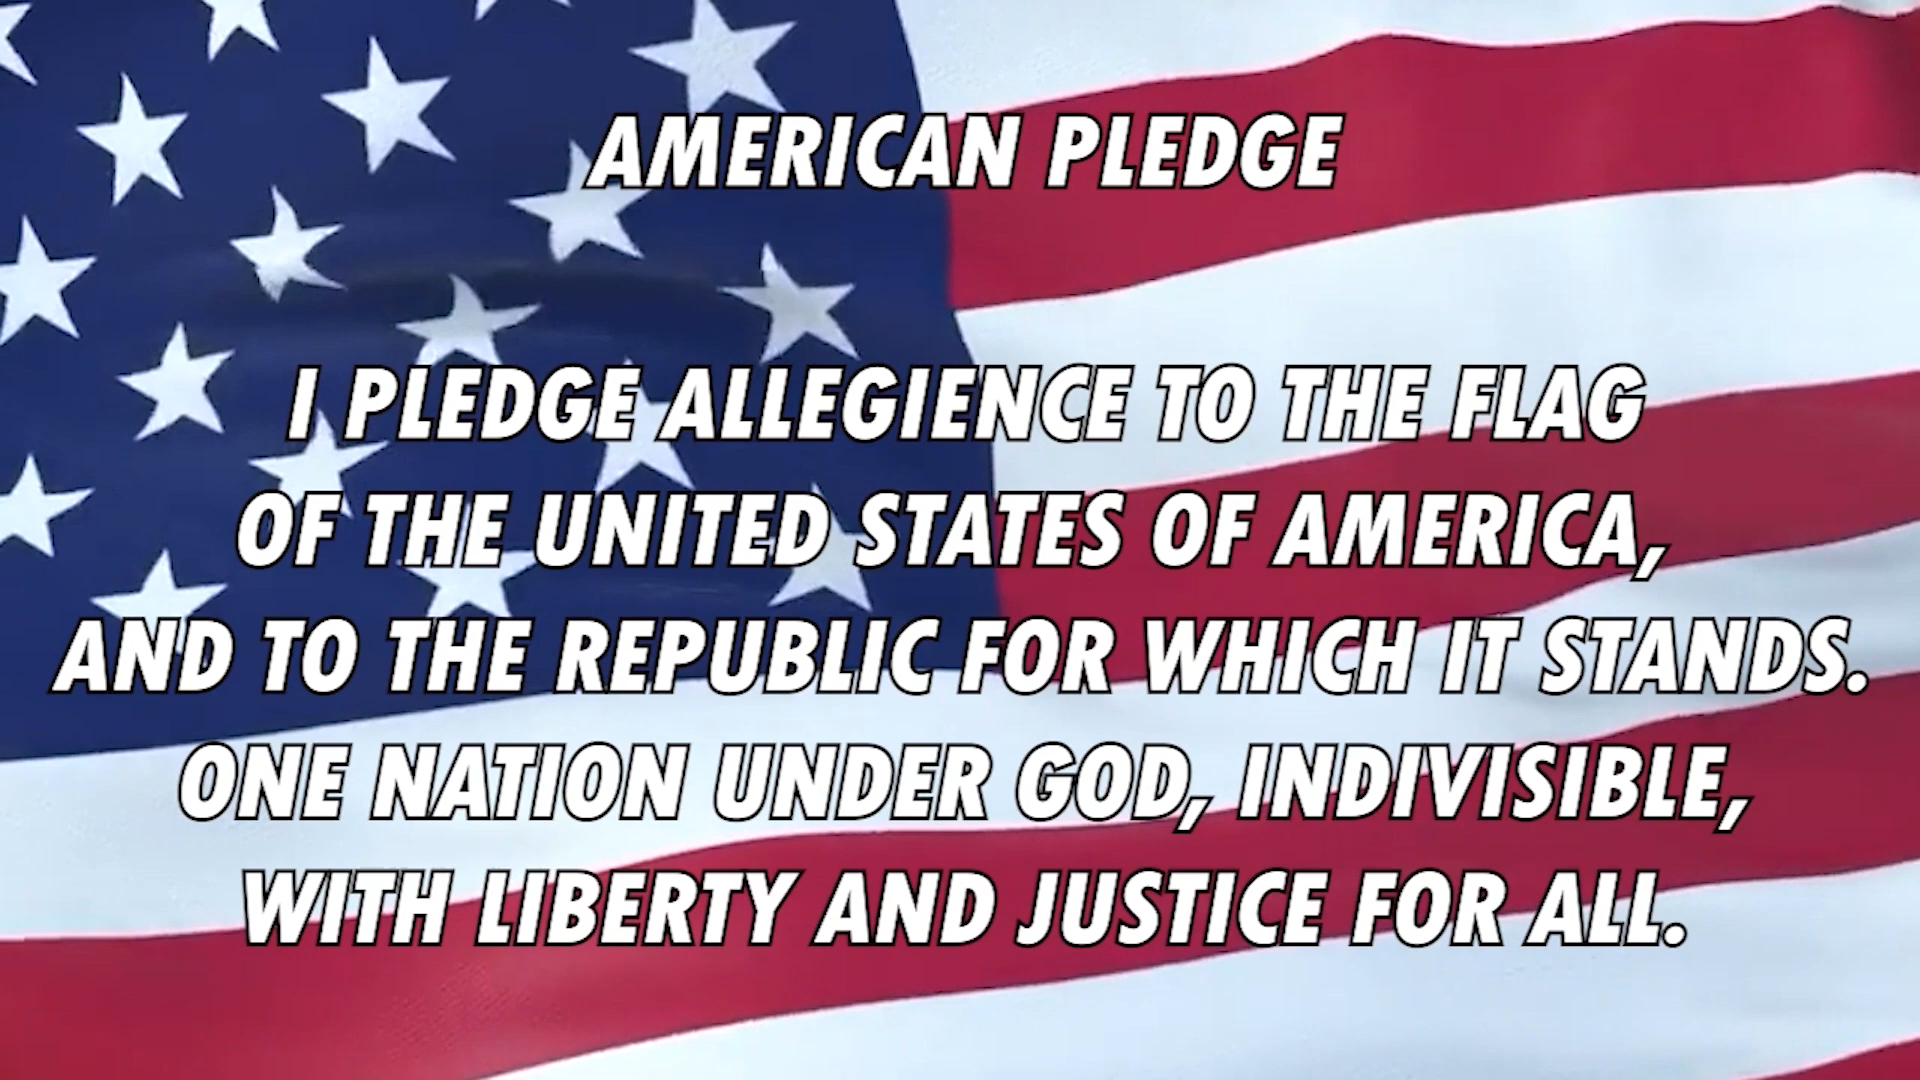 AMERICAN PLEDGE
I PLEDGE ALLEGIENCE TO THE FLAG
OF THE UNITED STATES OF AMERICA,
AND TO THE REPUBLIC FOR WHICH IT STANDS.
ONE NATION UNDER GOD, INDIVISIBLE,
WITH LIBERTY AND JUSTICE FOR ALL.